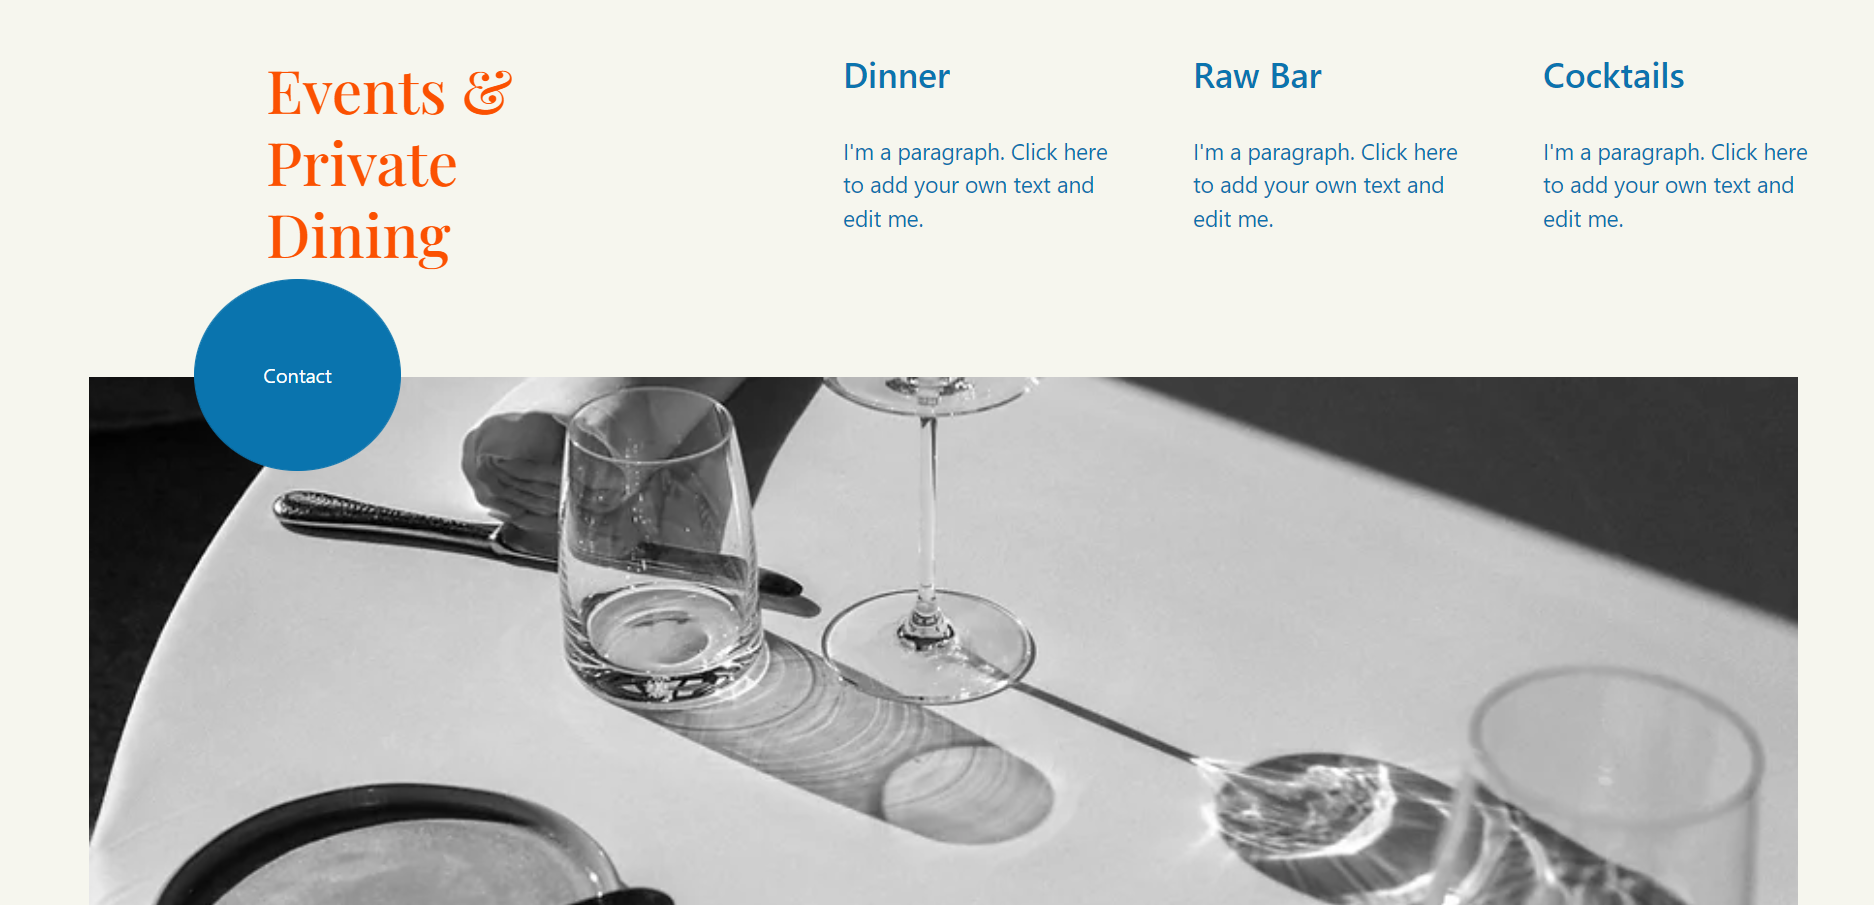 Events &
Private
Dining
Contact
Dinner
I'm a paragraph. Click here
to add your own text and
edit me.
Raw Bar
I'm a paragraph. Click here
to add your own text and
edit me.
Cocktails
I'm a paragraph. Click here
to add your own text and
edit me.